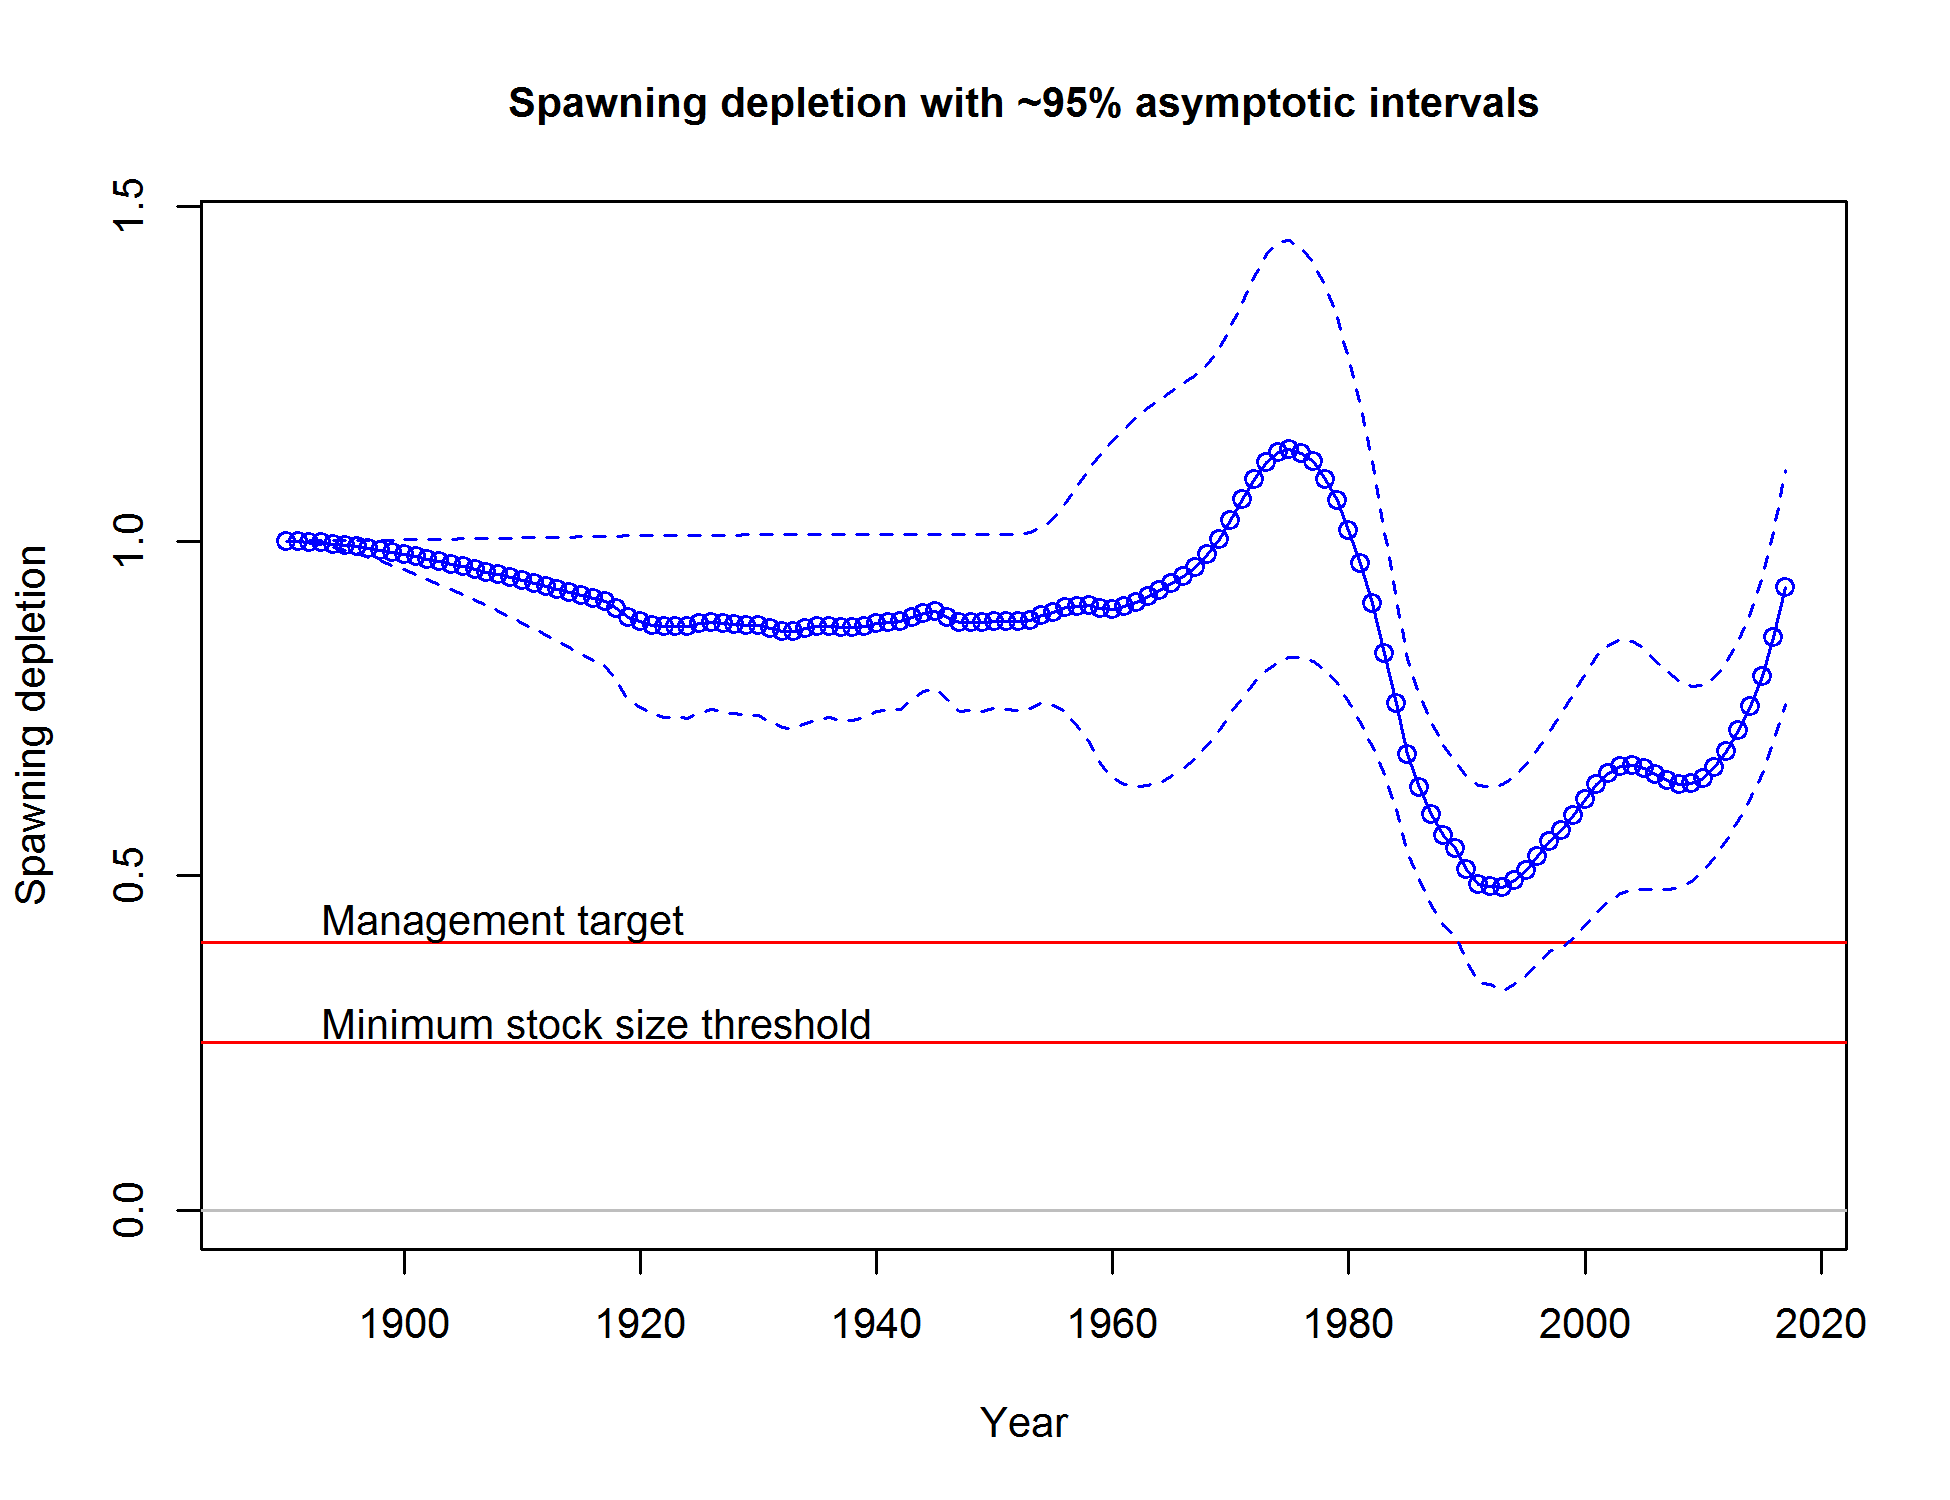 Spawning depletion with ~95% asymptotic intervals
1.5
1.0
0.5
0.0
Spawning depletion
Management target
Minimum stock size threshold
1900
1920
1940
1960
1980
2000
2020
Year